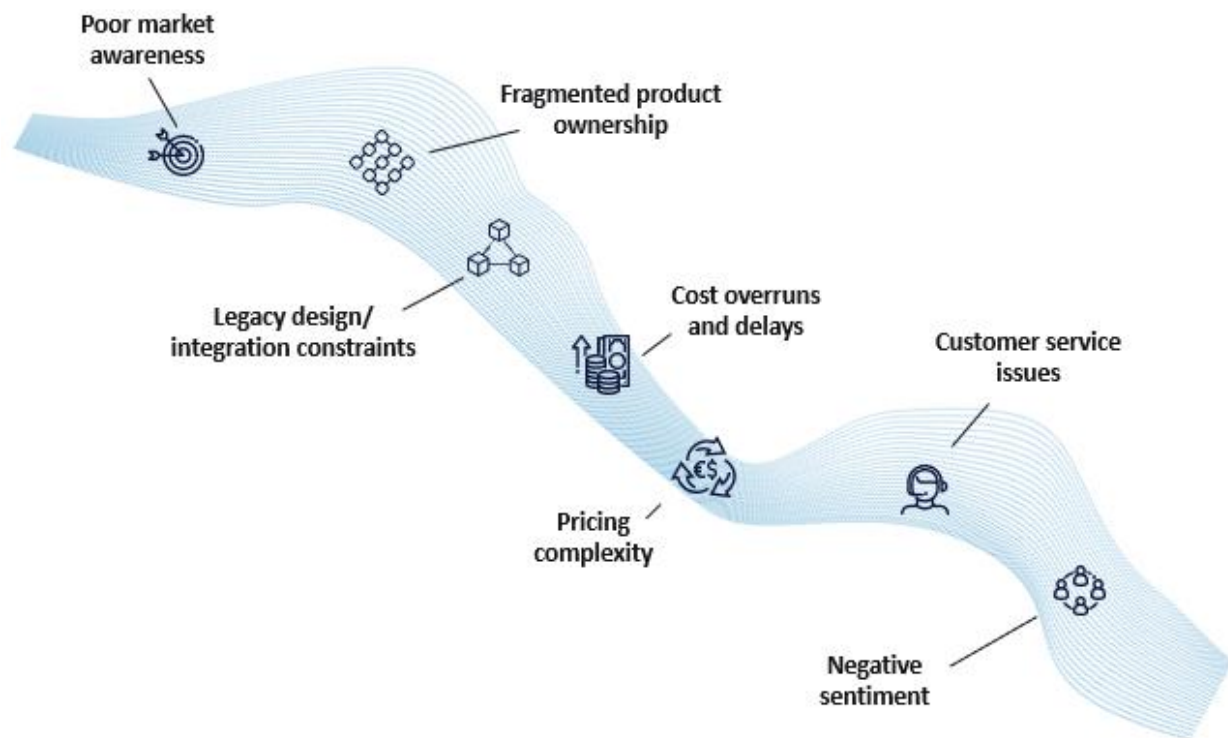 Poor market
awareness
Fragmented product
ownership
Legacy design/
integration constraints
Cost overruns
and delays
Customer service
issues
€$
Pricing
complexity
Negative
sentiment